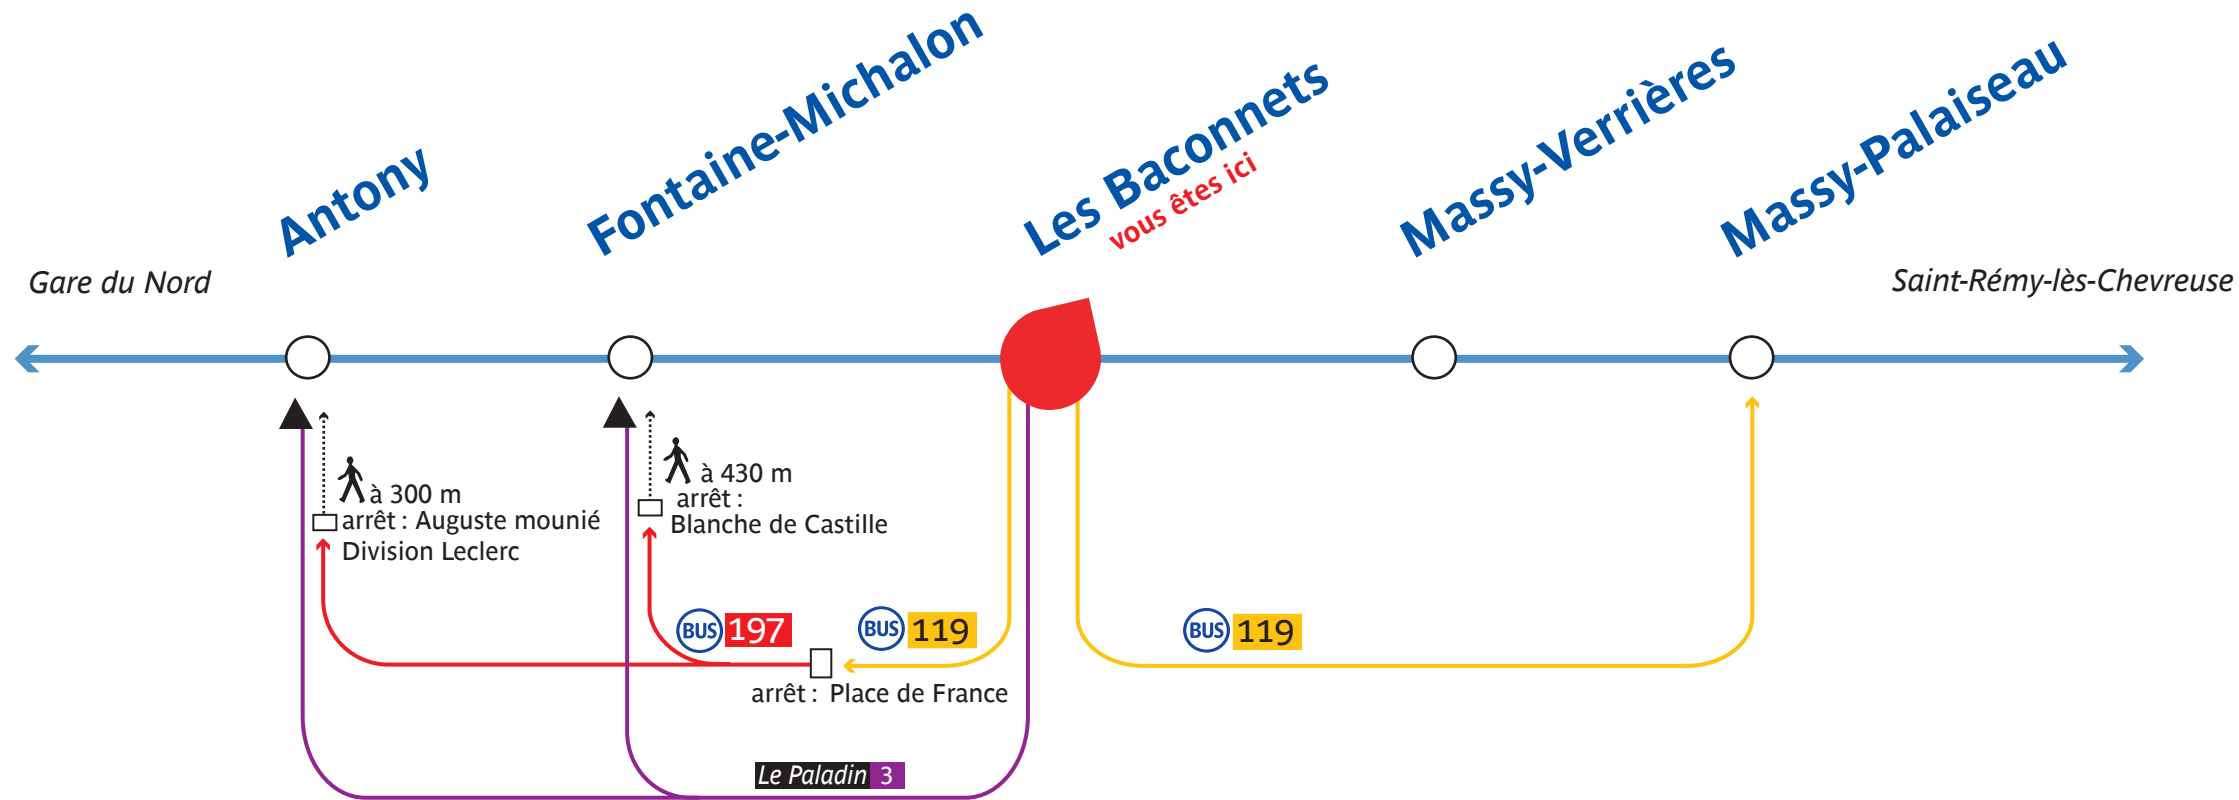 Antony
Fontaine-Michalon
Les Baconnets
vous êtes ici
Massy-Verrières
Massy-Palaiseau
Gare du Nord
Saint-Rémy-lès-Chevreuse
à 300 m
arrêt : Auguste mounié
Division Leclerc
à 430 m
arrêt :
Blanche de Castille
BUS 197
BUS 119
BUS 119
arrêt : Place de France
Le Paladin 3